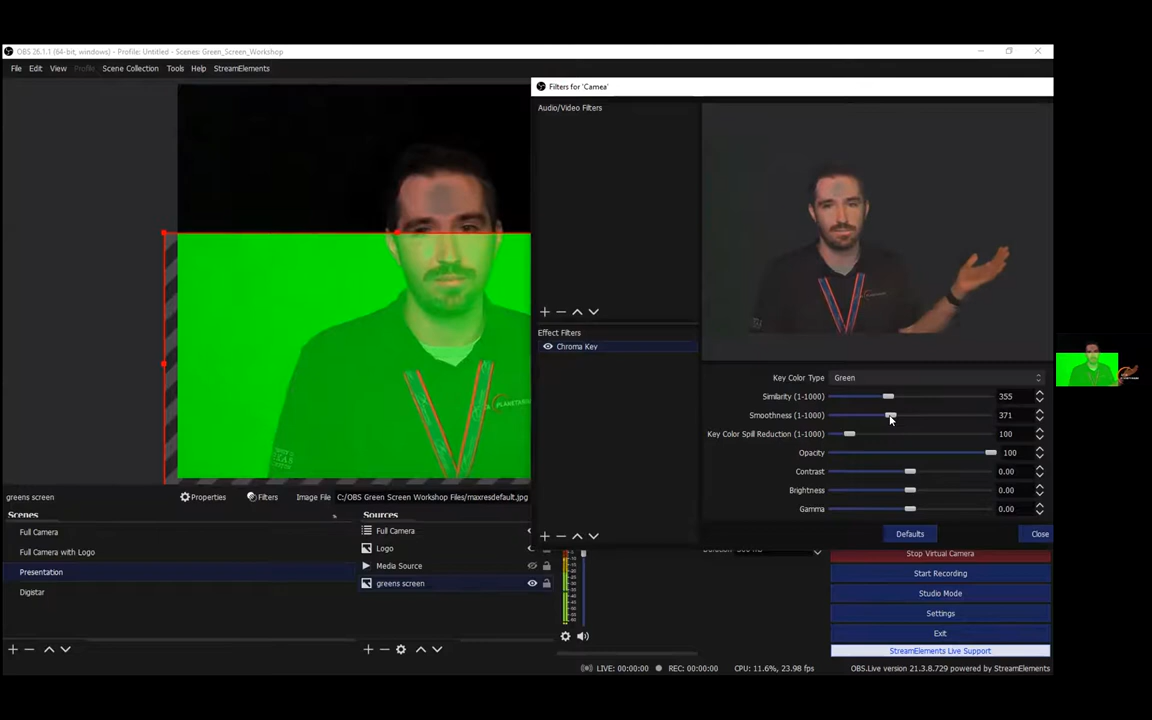 OBS 26.1.1 (64-bit, windows) - Profile: Untitled - Scenes: Green_Screen_Workshop
File Edit View Profile Scene Collection Tools Help StreamElements
Filters for 'Camea'
Audio/Video Filters
Effect Filters
Chroma Key
Key Color Type Green
Similarity (1-1000) 355
Smoothness (1-1000) 371
Key Color Spill Reduction (1-1000) 100
Opacity 100
Contrast 0.00
Brightness 0.00
Gamma 0.00
Defaults Close
PLANETARIUM
greens screen Properties Filters Image File C:/OBS Green Screen Workshop Files/maxresdefault.jpg
Scenes
Full Camera
Full Camera with Logo
Presentation
Digistar
Sources
Full Camera
Logo
Media Source
greens screen
Stop Virtual Camera
Start Recording
Studio Mode
Settings
Exit
StreamElements Live Support
LIVE: 00:00:00 REC: 00:00:00 CPU: 11.6%, 23.98 fps OBS.Live version 21.3.8.729 powered by StreamElements